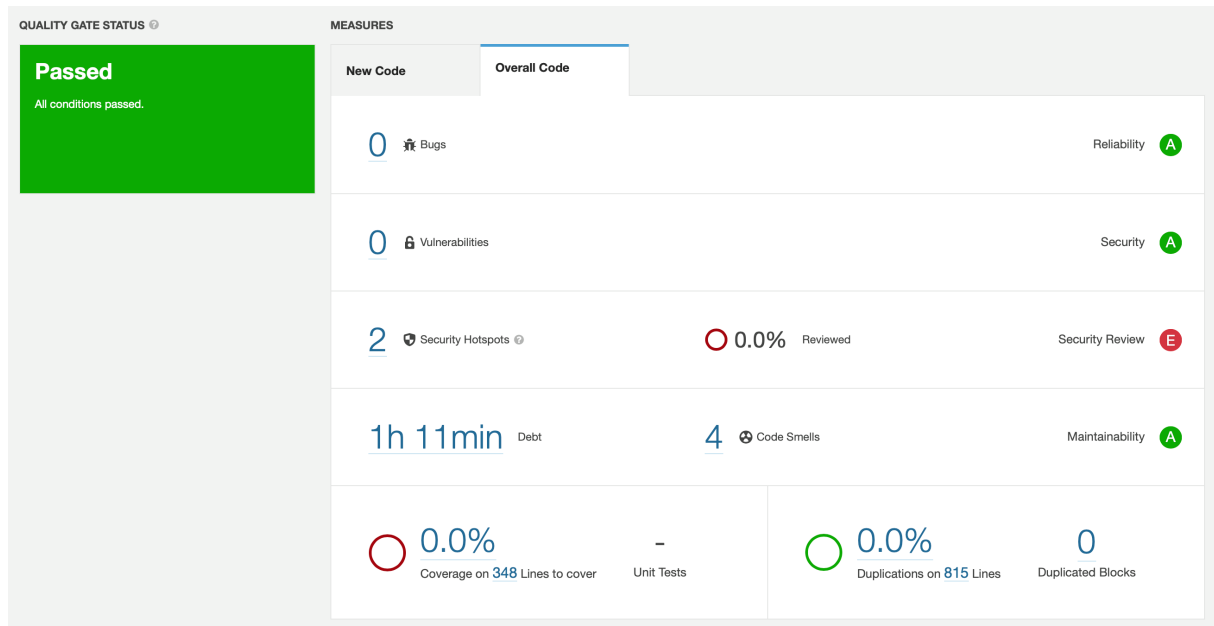 QUALITY GATE STATUS ?
MEASURES
Passed
All conditions passed.
New Code
Overall Code
0 Bugs
Reliability A
0 Vulnerabilities
Security A
2 Security Hotspots ?
0.0% Reviewed
Security Review E
1h 11min Debt
4 Code Smells
Maintainability A
0.0%
Coverage on 348 Lines to cover
-
Unit Tests
0.0%
Duplications on 815 Lines
0
Duplicated Blocks